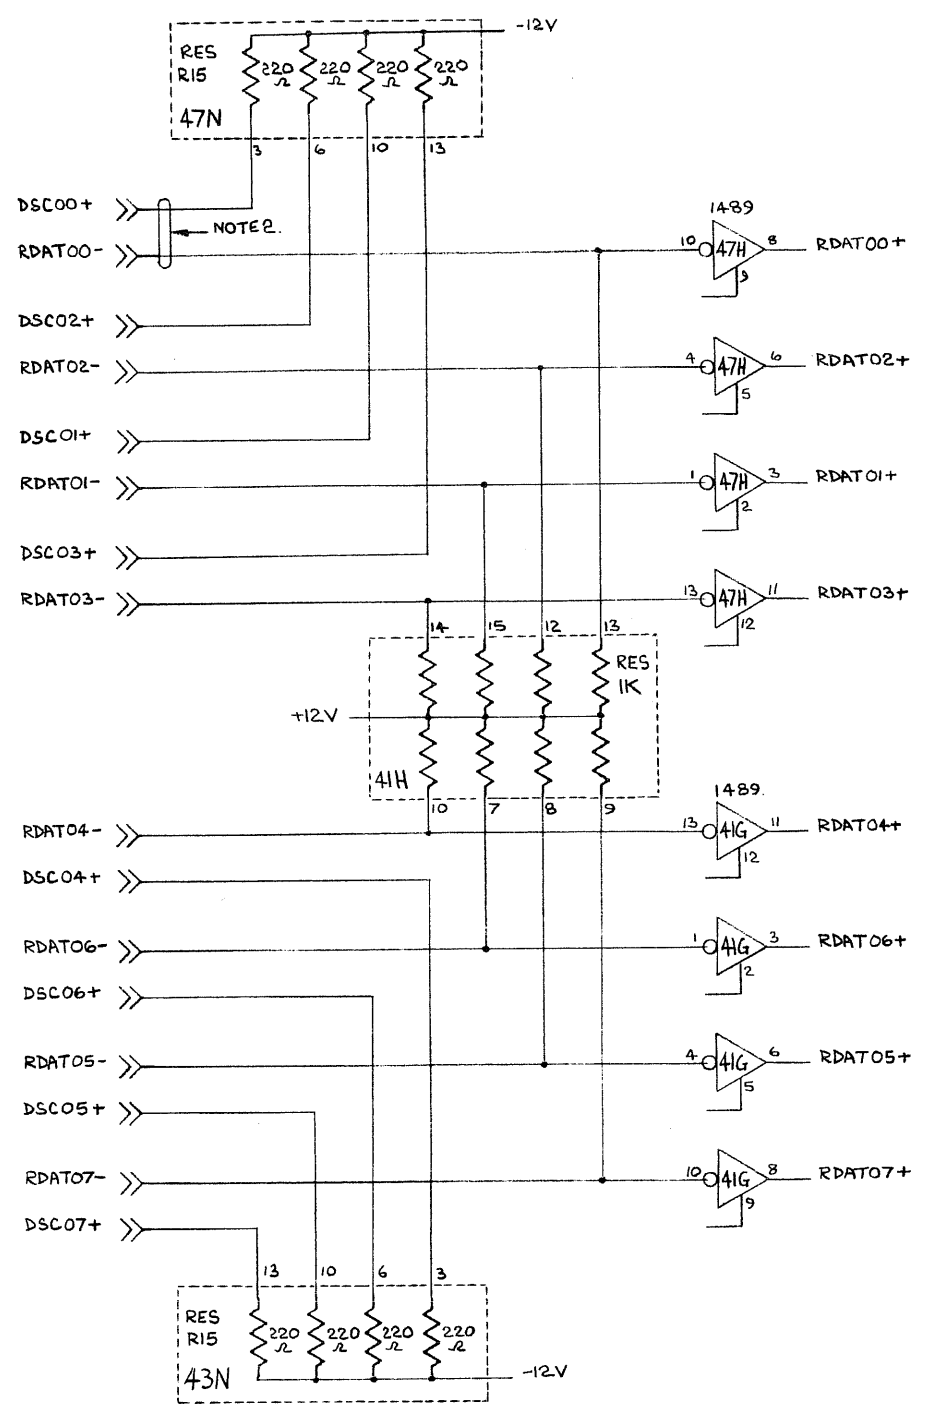 -12V
RES
R15
47N
220
Ω
220
Ω
220
Ω
220
Ω
3
6
10
13
DSC00+
RDAT00-
NOTE 2.
1489
10
47H
8
9
RDAT00+
DSC02+
RDAT02-
4
47H
6
5
RDAT02+
DSC01+
RDAT01-
1
47H
3
2
RDAT01+
DSC03+
RDAT03-
13
47H
11
12
RDAT03+
14
15
12
13
RES
1K
+12V
41H
10
7
8
9
1489.
RDAT04-
13
41G
11
12
RDAT04+
DSC04+
RDAT06-
1
41G
3
2
RDAT06+
DSC06+
RDAT05-
4
41G
6
5
RDAT05+
DSC05+
RDAT07-
10
41G
8
9
RDAT07+
DSC07+
13
10
6
3
RES
R15
43N
220
Ω
220
Ω
220
Ω
220
Ω
-12V